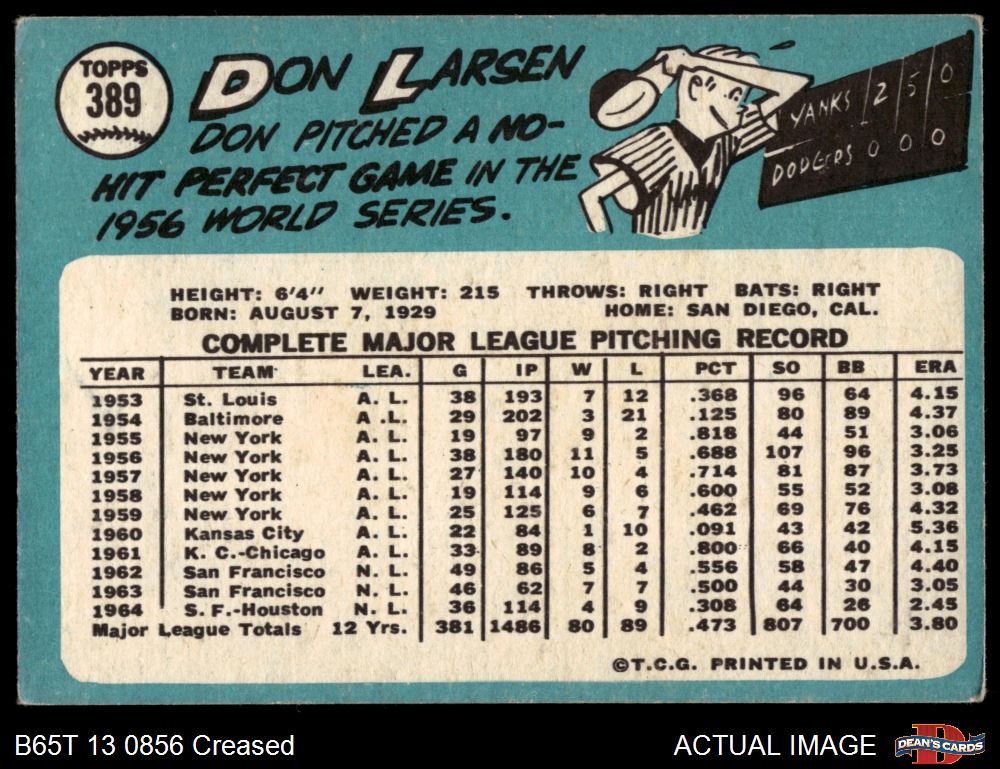 TOPPS
389
DON LARSEN
DON PITCHED A NO-
HIT PERFECT GAME IN THE
1956 WORLD SERIES.
YANKS 2 5 0
DODGERS 0 0 0
HEIGHT: 6'4" WEIGHT: 215 THROWS: RIGHT BATS: RIGHT
BORN: AUGUST 7, 1929 HOME: SAN DIEGO, CAL.
COMPLETE MAJOR LEAGUE PITCHING RECORD
YEAR TEAM LEA. G IP W L PCT SO BB ERA
1953 St. Louis A. L. 38 193 7 12 .368 96 64 4.15
1954 Baltimore A .L. 29 202 3 21 .125 80 89 4.37
1955 New York A. L. 19 97 9 2 .818 44 51 3.06
1956 New York A. L. 38 180 11 5 .688 107 96 3.25
1957 New York A. L. 27 140 10 4 .714 81 87 3.73
1958 New York A. L. 19 114 9 6 .600 55 52 3.08
1959 New York A. L. 25 125 6 7 .462 69 76 4.32
1960 Kansas City A. L. 22 84 1 10 .091 43 42 5.36
1961 K. C.-Chicago A. L. 33 89 8 2 .800 66 40 4.15
1962 San Francisco N. L. 49 86 5 4 .556 58 47 4.40
1963 San Francisco N. L. 46 62 7 7 .500 44 30 3.05
1964 S. F.-Houston N. L. 36 114 4 9 .308 64 26 2.45
Major League Totals 12 Yrs. 381 1486 80 89 .473 807 700 3.80
©T.C.G. PRINTED IN U.S.A.
B65T 13 0856 Creased
ACTUAL IMAGE
D
DEAN'S CARDS